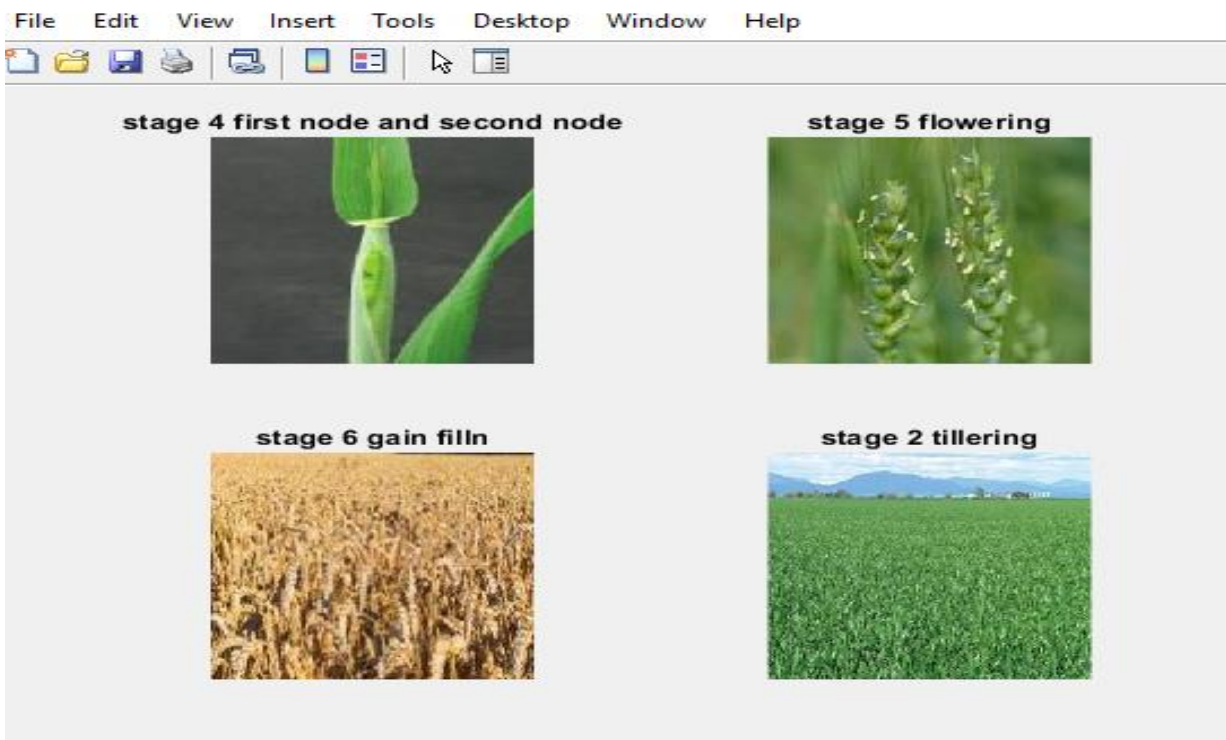 File Edit View Insert Tools Desktop Window Help
stage 4 first node and second node
stage 5 flowering
stage 6 gain filln
stage 2 tillering